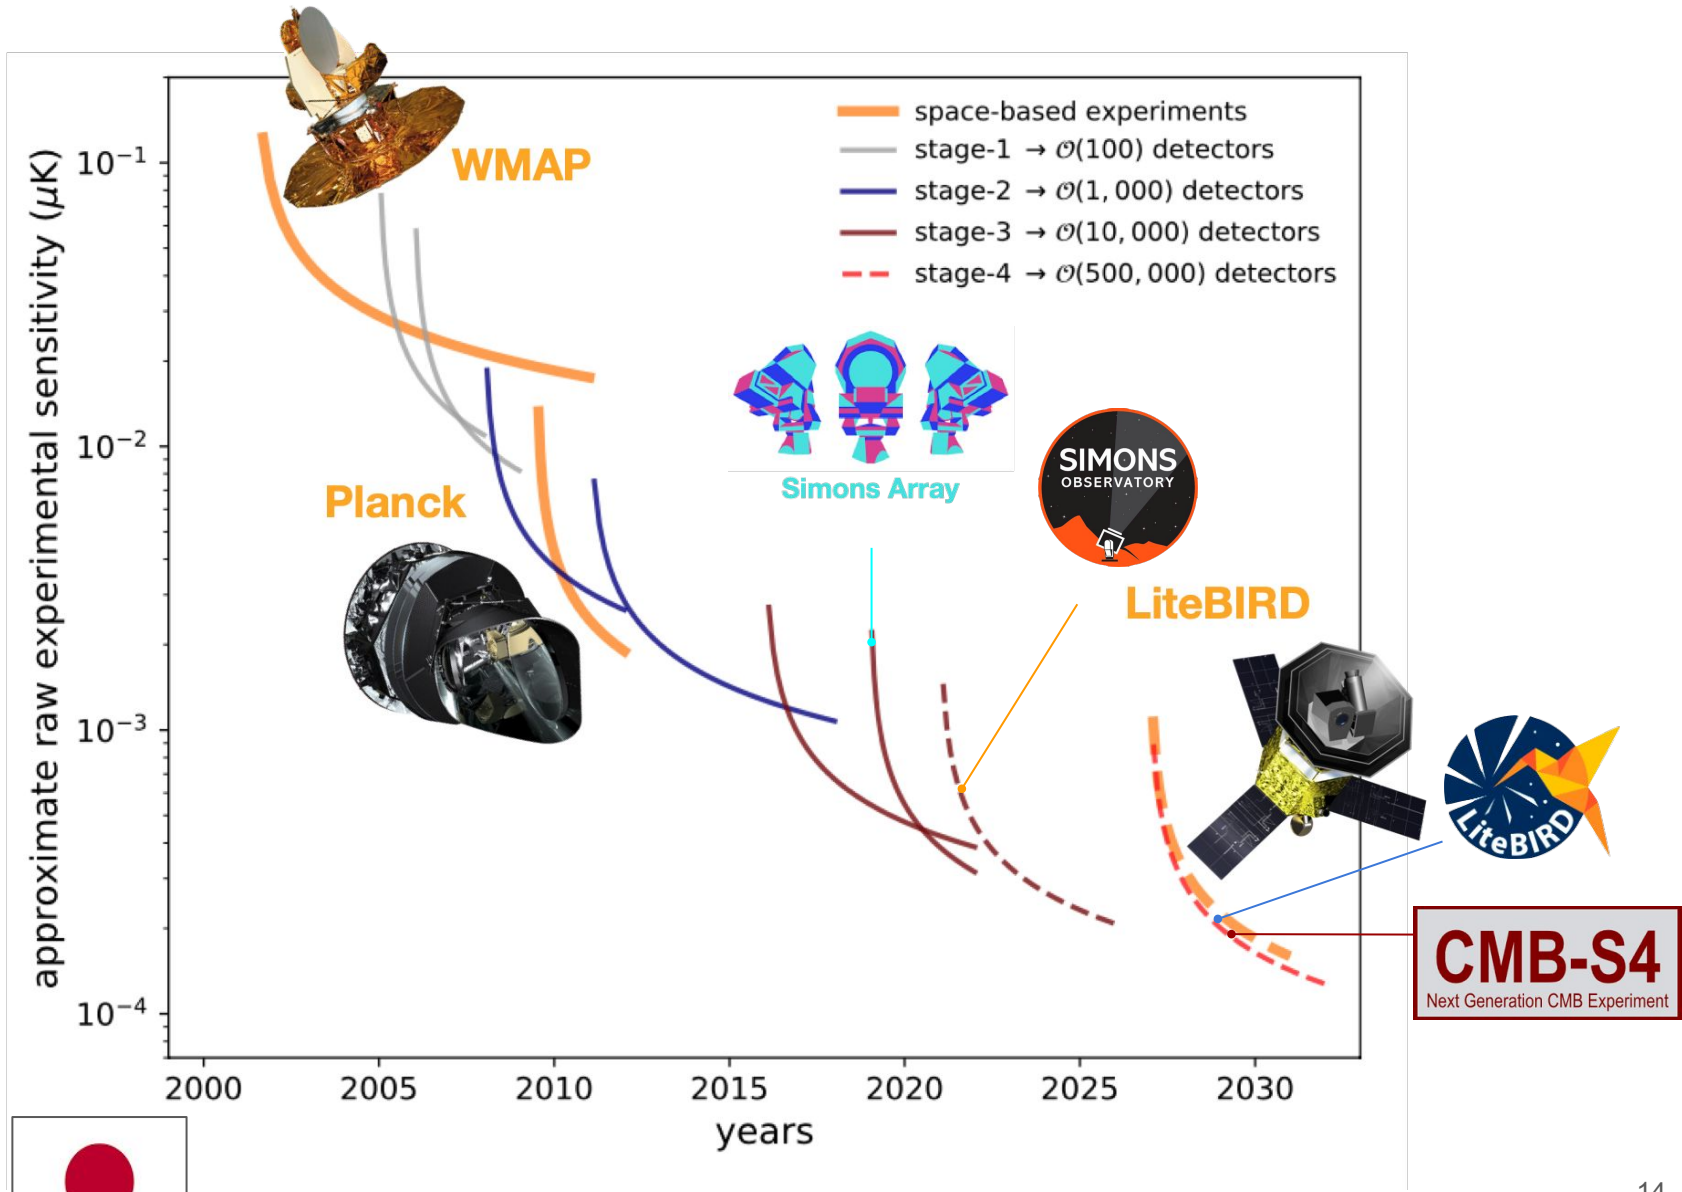 WMAP
space-based experiments
stage-1 → 𝒪(100) detectors
stage-2 → 𝒪(1,000) detectors
stage-3 → 𝒪(10,000) detectors
stage-4 → 𝒪(500,000) detectors
approximate raw experimental sensitivity (μK)
10⁻¹
10⁻²
10⁻³
10⁻⁴
Simons Array
SIMONS
OBSERVATORY
Planck
LiteBIRD
LiteBIRD
CMB-S4
Next Generation CMB Experiment
2000 2005 2010 2015 2020 2025 2030
years
14